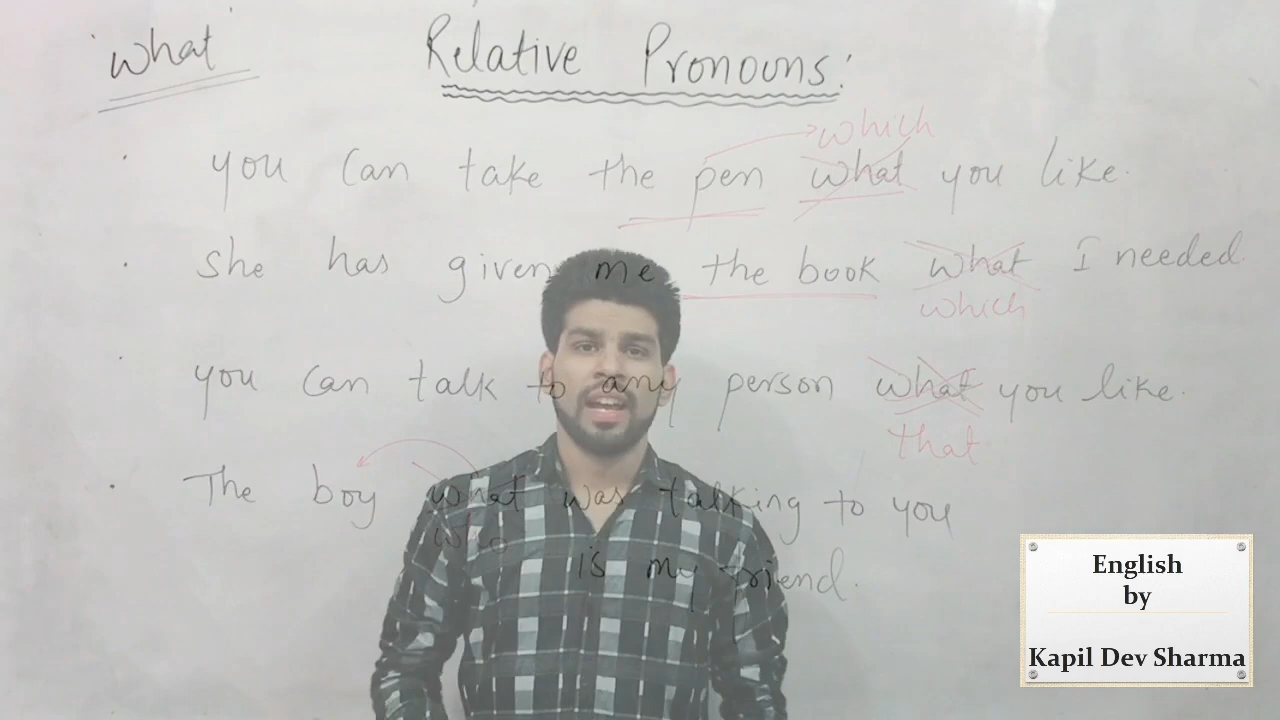 what Relative Pronouns:
which
· you can take the pen what you like.
· She has given me the book what I needed.
which
you can talk to any person what you like.
that
· The boy what was talking to you
who
is my friend.
English
by
Kapil Dev Sharma